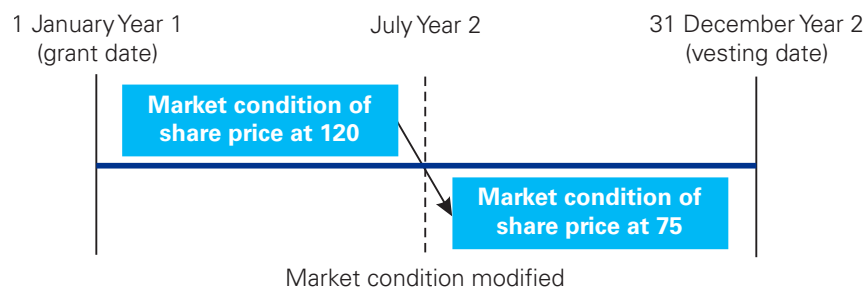 1 January Year 1
(grant date)
July Year 2
31 December Year 2
(vesting date)
Market condition of
share price at 120
Market condition of
share price at 75
Market condition modified